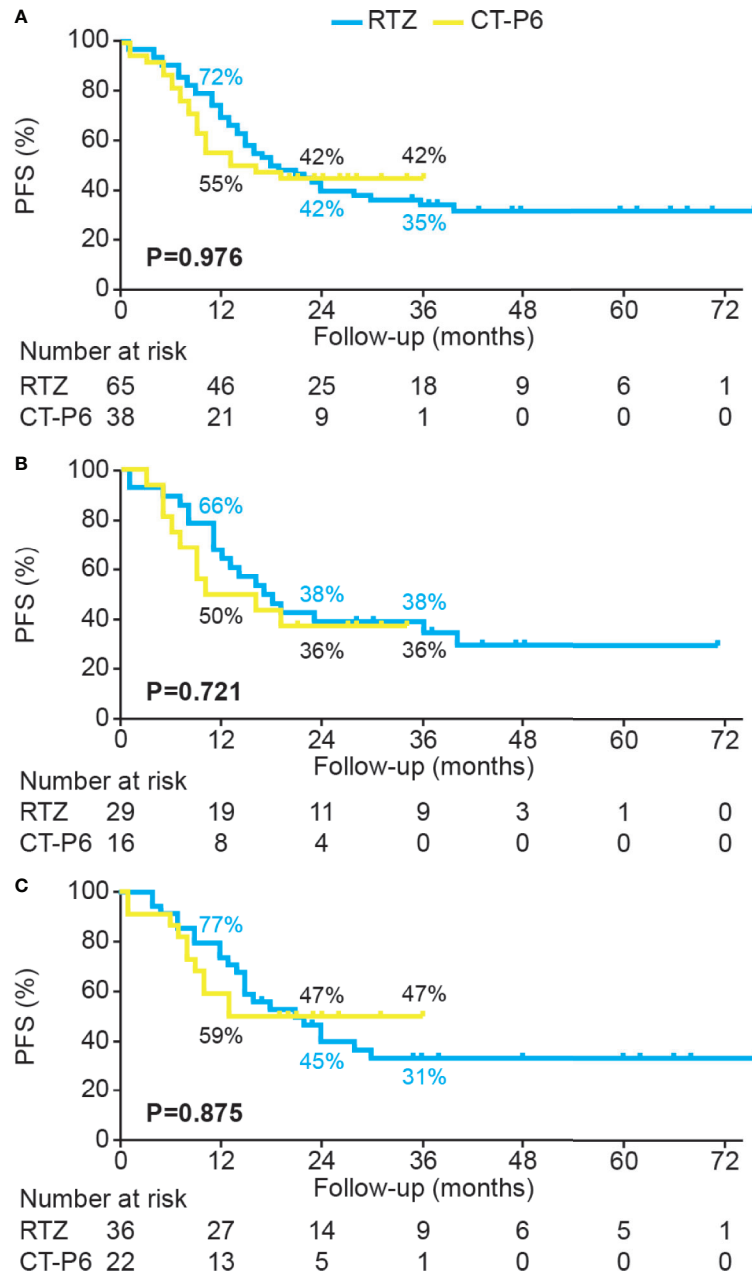 A
RTZ CT-P6
PFS (%)
100
80
60
40
20
0
72%
55%
42% 42%
42% 35%
P=0.976
0 12 24 36 48 60 72
Follow-up (months)
Number at risk
RTZ 65 46 25 18 9 6 1
CT-P6 38 21 9 1 0 0 0
B
PFS (%)
100
80
60
40
20
0
66%
50%
38% 38%
36% 36%
P=0.721
0 12 24 36 48 60 72
Follow-up (months)
Number at risk
RTZ 29 19 11 9 3 1 0
CT-P6 16 8 4 0 0 0 0
C
PFS (%)
100
80
60
40
20
0
77%
59%
47% 47%
45% 31%
P=0.875
0 12 24 36 48 60 72
Follow-up (months)
Number at risk
RTZ 36 27 14 9 6 5 1
CT-P6 22 13 5 1 0 0 0